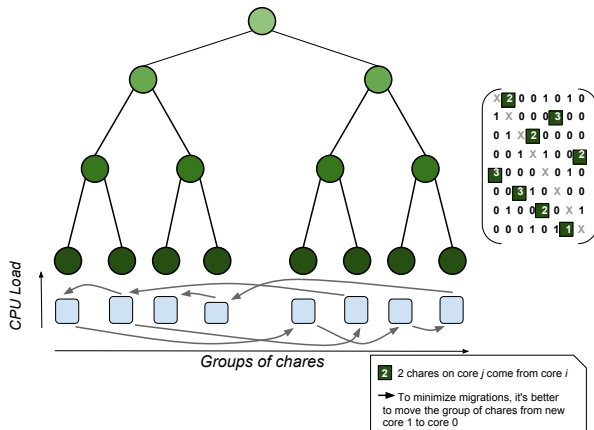 X 2 0 0 1 0 1 0
1 X 0 0 0 3 0 0
0 1 X 2 0 0 0 0
0 0 1 X 1 0 0 2
3 0 0 0 X 0 1 0
0 0 3 1 0 X 0 0
0 1 0 0 2 0 X 1
0 0 0 1 0 1 1 X
CPU Load
Groups of chares
2 2 chares on core j come from core i
To minimize migrations, it's better
to move the group of chares from new
core 1 to core 0